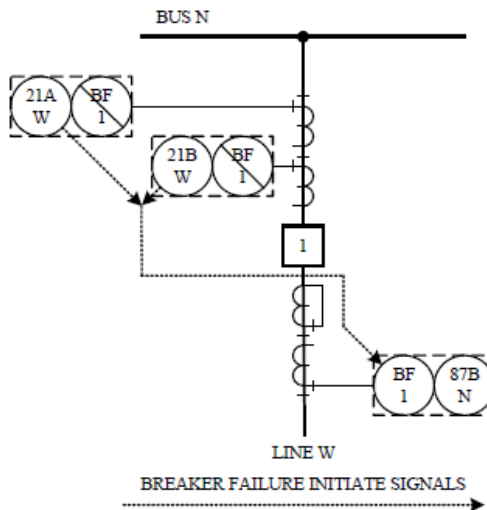 BUS N
21A
W
BF
1
21B
W
BF
1
1
BF
1
87B
N
LINE W
BREAKER FAILURE INITIATE SIGNALS